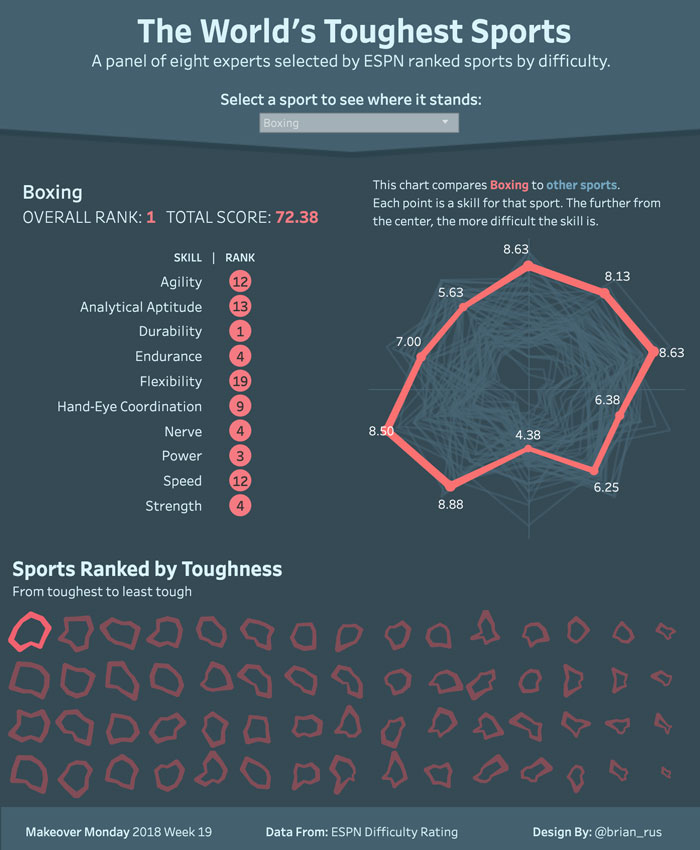 The World's Toughest Sports
A panel of eight experts selected by ESPN ranked sports by difficulty.
Select a sport to see where it stands:
Boxing
Boxing
OVERALL RANK: 1 TOTAL SCORE: 72.38
SKILL | RANK
Agility 12
Analytical Aptitude 13
Durability 1
Endurance 4
Flexibility 19
Hand-Eye Coordination 9
Nerve 4
Power 3
Speed 12
Strength 4
This chart compares Boxing to other sports.
Each point is a skill for that sport. The further from
the center, the more difficult the skill is.
8.63
8.13
5.63
7.00
8.63
6.38
8.50
4.38
6.25
8.88
Sports Ranked by Toughness
From toughest to least tough
Makeover Monday 2018 Week 19
Data From: ESPN Difficulty Rating
Design By: @brian_rus